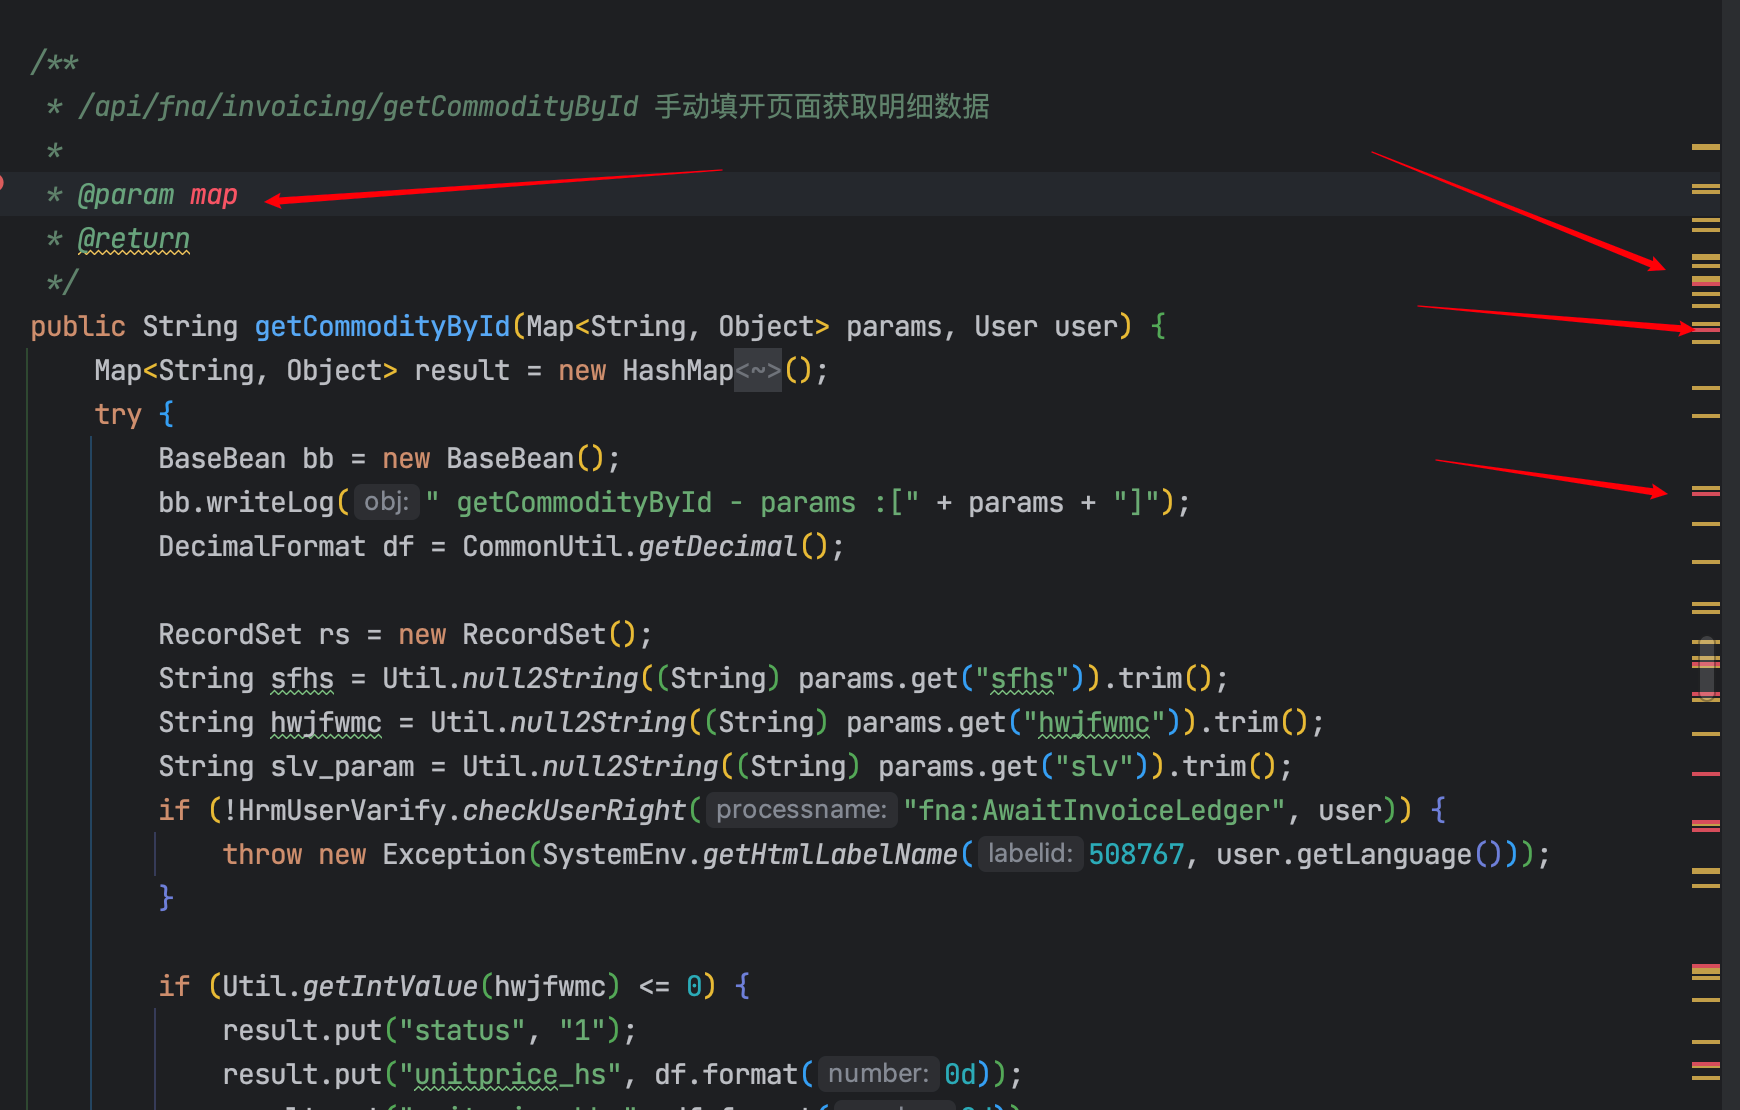 /**
* /api/fna/invoicing/getCommodityById 手动填开页面获取明细数据
*
* @param map
* @return
*/
public String getCommodityById(Map<String, Object> params, User user) {
Map<String, Object> result = new HashMap<~>();
try {
BaseBean bb = new BaseBean();
bb.writeLog( obj: " getCommodityById - params :[" + params + "]");
DecimalFormat df = CommonUtil.getDecimal();
RecordSet rs = new RecordSet();
String sfhs = Util.null2String((String) params.get("sfhs")).trim();
String hwjfwmc = Util.null2String((String) params.get("hwjfwmc")).trim();
String slv_param = Util.null2String((String) params.get("slv")).trim();
if (!HrmUserVarify.checkUserRight( processname: "fna:AwaitInvoiceLedger", user)) {
throw new Exception(SystemEnv.getHtmlLabelName( labelid: 508767, user.getLanguage()));
}
if (Util.getIntValue(hwjfwmc) <= 0) {
result.put("status", "1");
result.put("unitprice_hs", df.format( number: 0d));